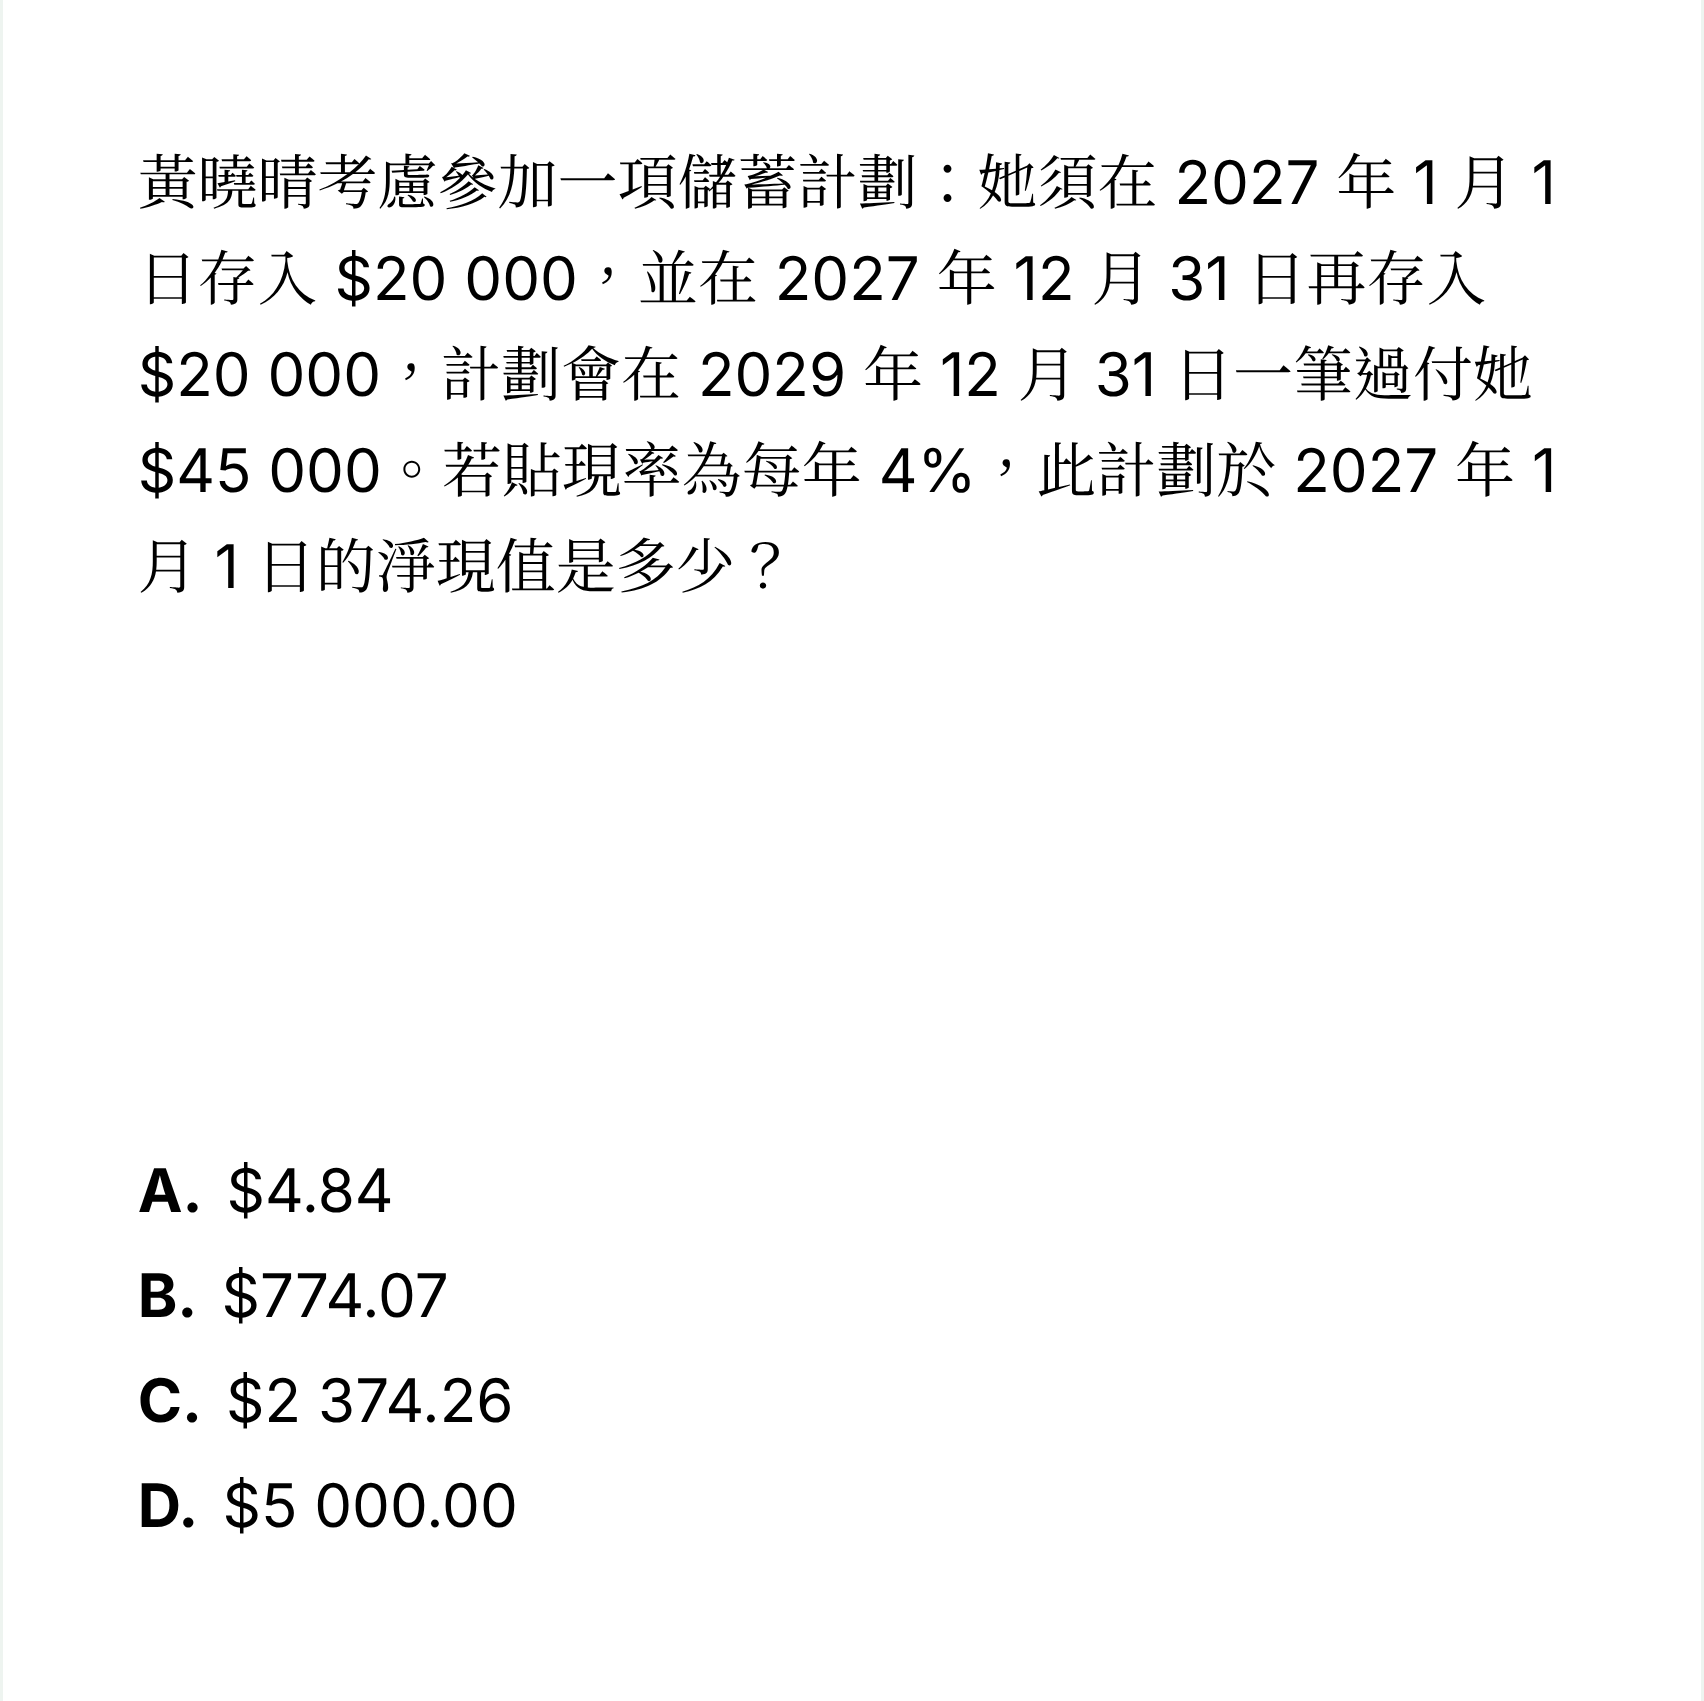 黃曉晴考慮參加一項儲蓄計劃：她須在 2027 年 1 月 1
日存入 $20 000，並在 2027 年 12 月 31 日再存入
$20 000，計劃會在 2029 年 12 月 31 日一筆過付她
$45 000。若貼現率為每年 4%，此計劃於 2027 年 1
月 1 日的淨現值是多少？
A. $4.84
B. $774.07
C. $2 374.26
D. $5 000.00